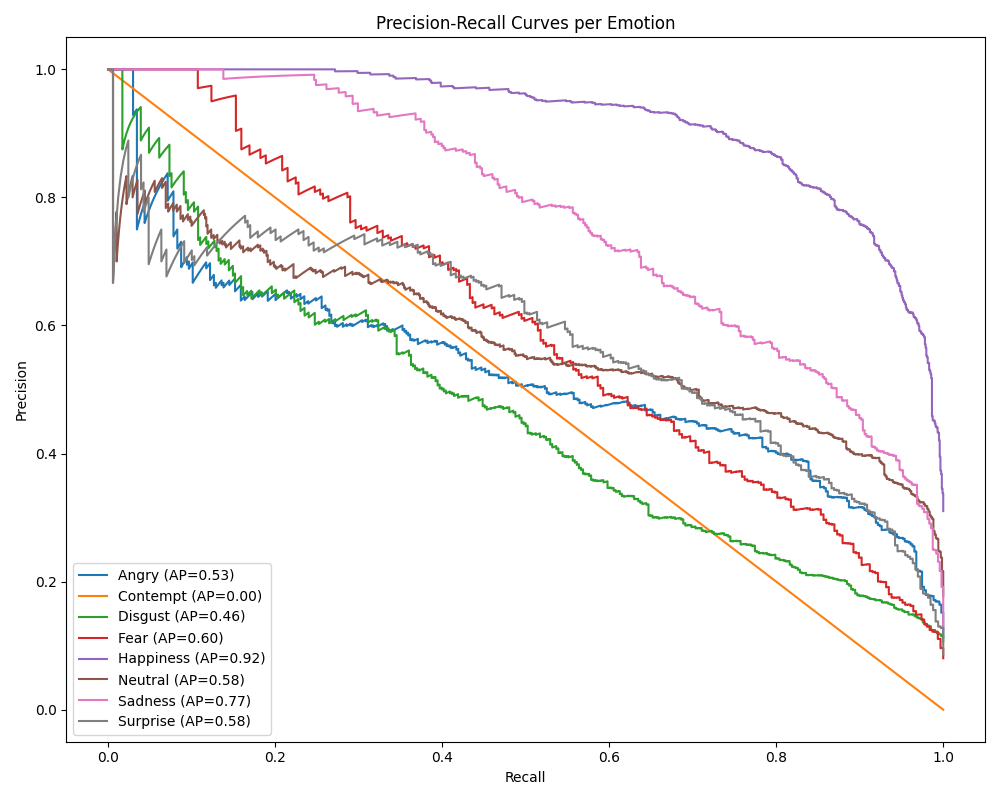 Precision-Recall Curves per Emotion
1.0
0.8
0.6
0.4
0.2
0.0
Precision
Angry (AP=0.53)
Contempt (AP=0.00)
Disgust (AP=0.46)
Fear (AP=0.60)
Happiness (AP=0.92)
Neutral (AP=0.58)
Sadness (AP=0.77)
Surprise (AP=0.58)
0.0 0.2 0.4 0.6 0.8 1.0
Recall